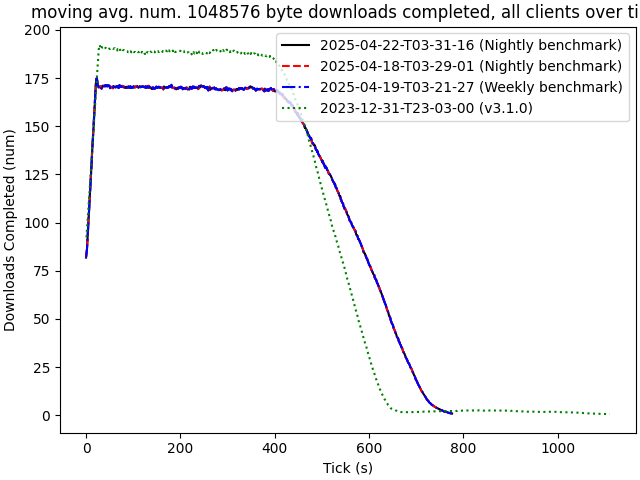 moving avg. num. 1048576 byte downloads completed, all clients over ti
200
175
150
125
100
75
50
25
0
Downloads Completed (num)
2025-04-22-T03-31-16 (Nightly benchmark)
2025-04-18-T03-29-01 (Nightly benchmark)
2025-04-19-T03-21-27 (Weekly benchmark)
2023-12-31-T23-03-00 (v3.1.0)
0 200 400 600 800 1000
Tick (s)